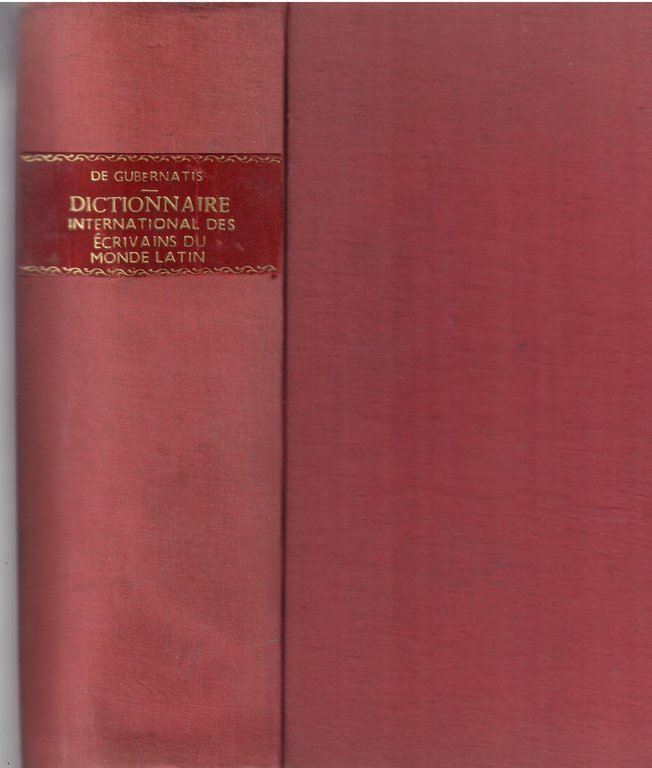 DE GUBERNATIS
DICTIONNAIRE
INTERNATIONAL DES
ÉCRIVAINS DU
MONDE LATIN